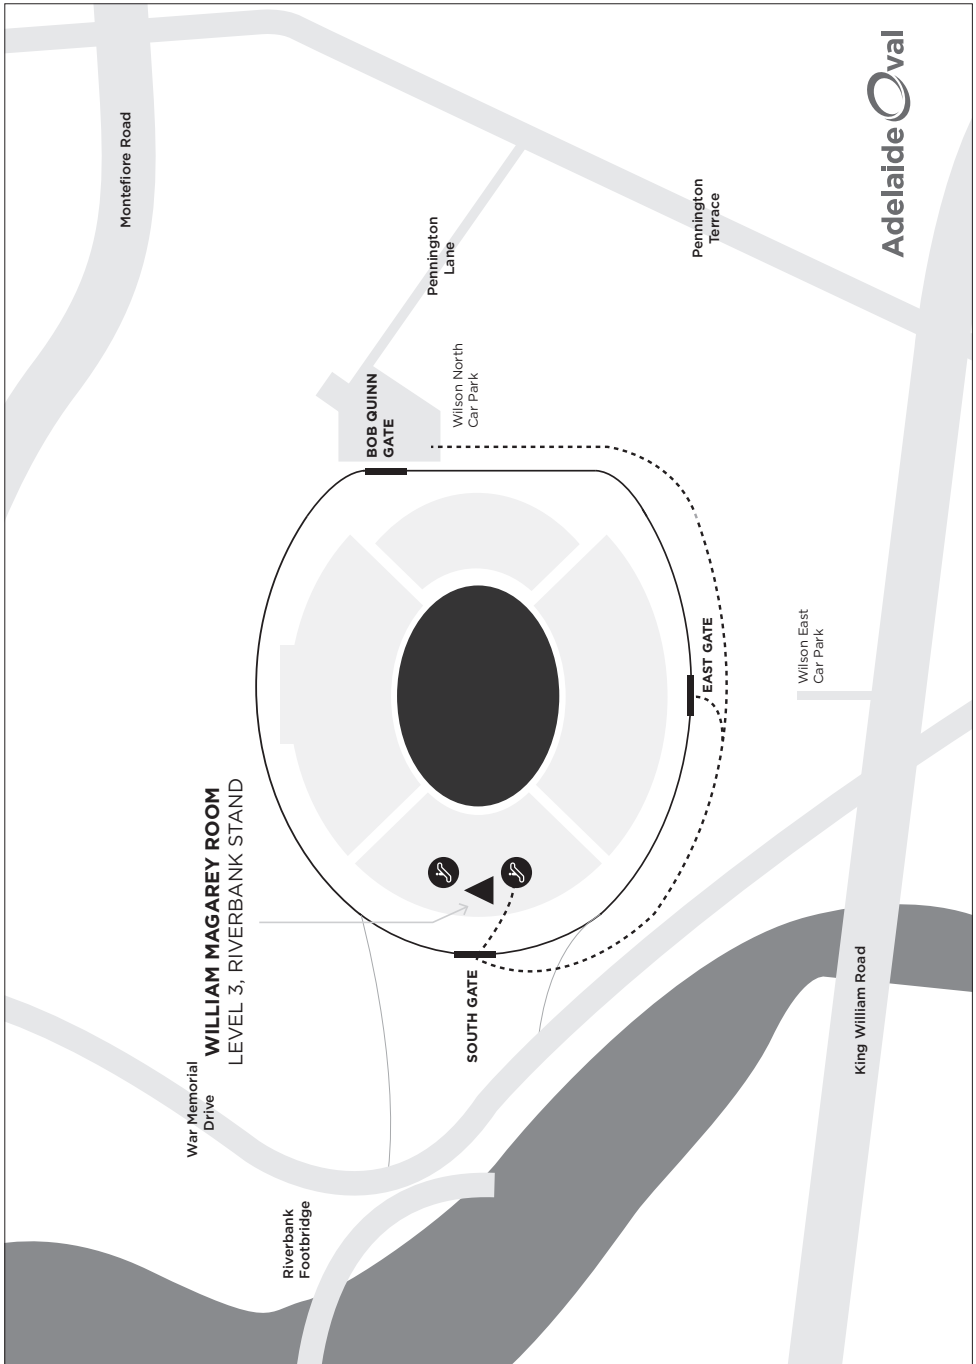 Montefiore Road
Adelaide Oval
Pennington
Lane
Pennington
Terrace
BOB QUINN
GATE
Wilson North
Car Park
EAST GATE
Wilson East
Car Park
WILLIAM MAGAREY ROOM
LEVEL 3, RIVERBANK STAND
SOUTH GATE
King William Road
War Memorial
Drive
Riverbank
Footbridge